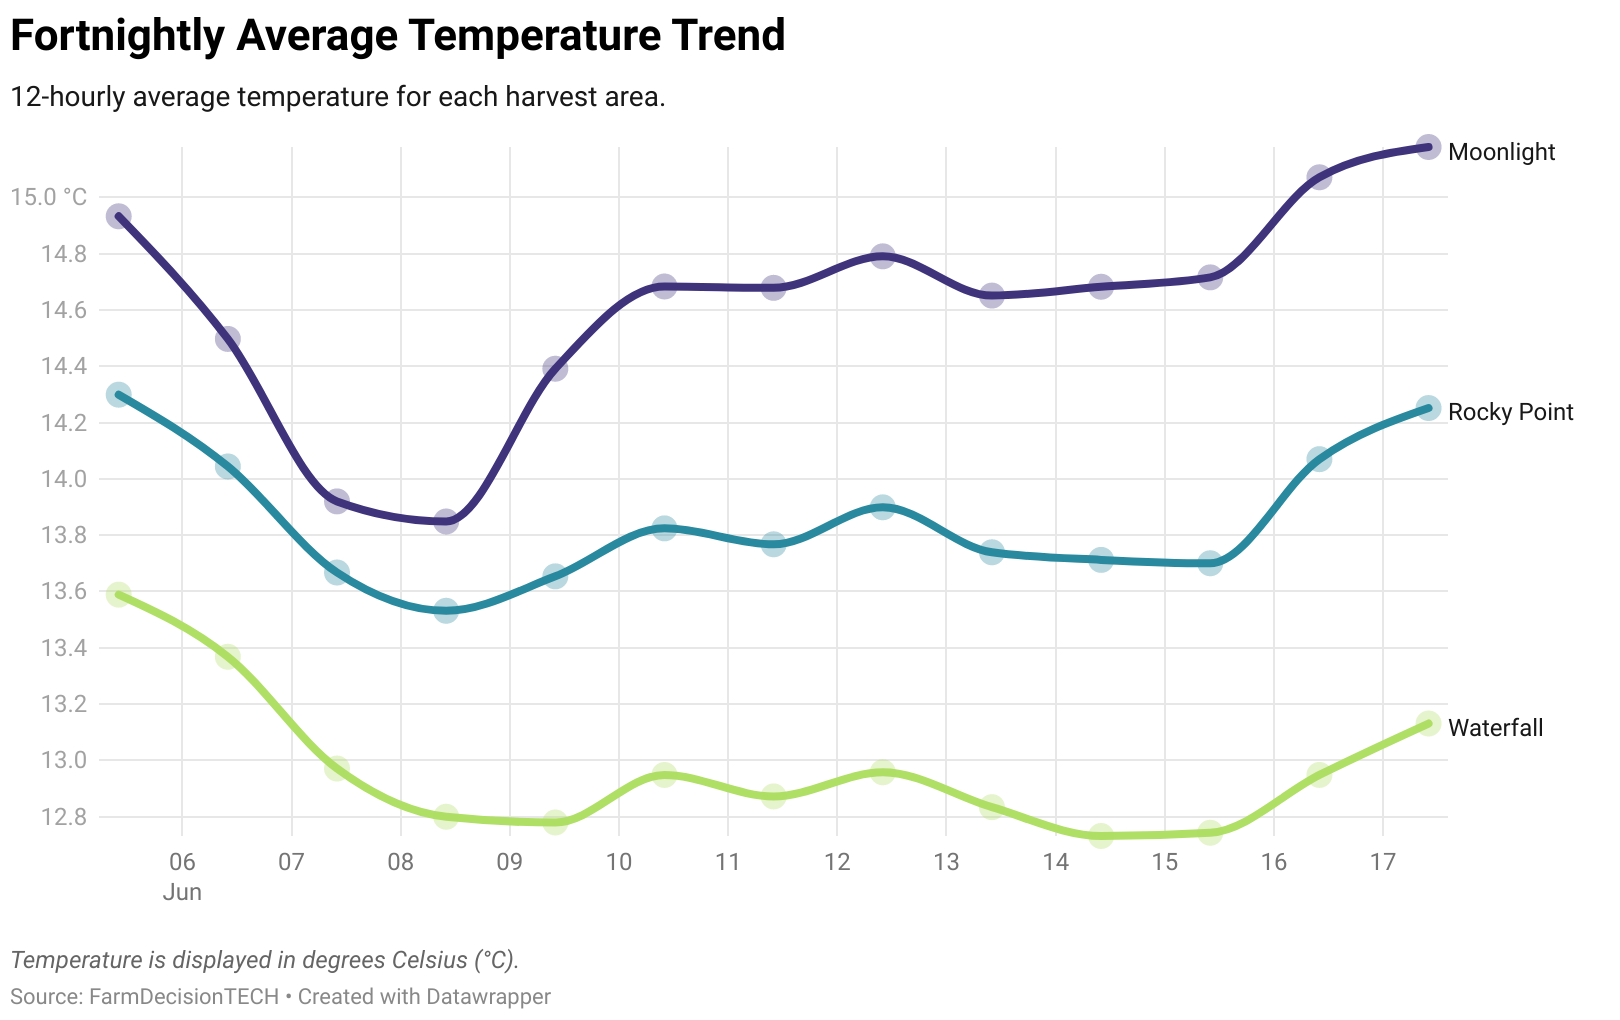 Fortnightly Average Temperature Trend
12-hourly average temperature for each harvest area.
Moonlight
15.0 °C
14.8
14.6
14.4
14.2
Rocky Point
14.0
13.8
13.6
13.4
13.2
Waterfall
13.0
12.8
06 07 08 09 10 11 12 13 14 15 16 17
Jun
Temperature is displayed in degrees Celsius (°C).
Source: FarmDecisionTECH • Created with Datawrapper